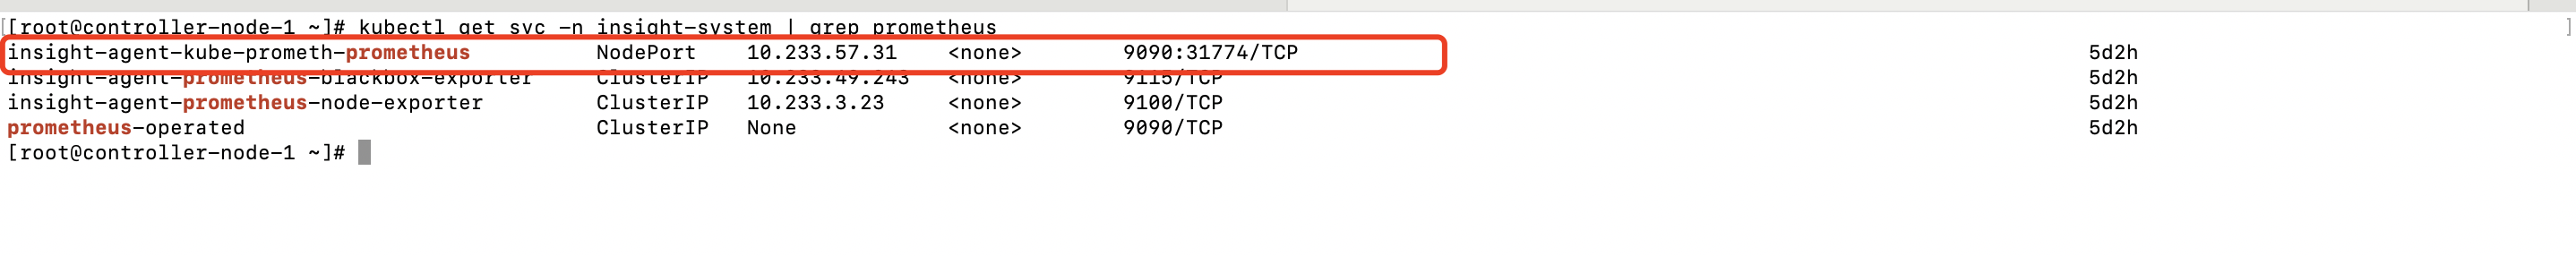 [root@controller-node-1 ~]# kubectl get svc -n insight-system | grep prometheus
insight-agent-kube-prometh-prometheus NodePort 10.233.57.31 <none> 9090:31774/TCP 5d2h
insight-agent-prometheus-blackbox-exporter ClusterIP 10.233.49.243 <none> 9115/TCP 5d2h
insight-agent-prometheus-node-exporter ClusterIP 10.233.3.23 <none> 9100/TCP 5d2h
prometheus-operated ClusterIP None <none> 9090/TCP 5d2h
[root@controller-node-1 ~]#